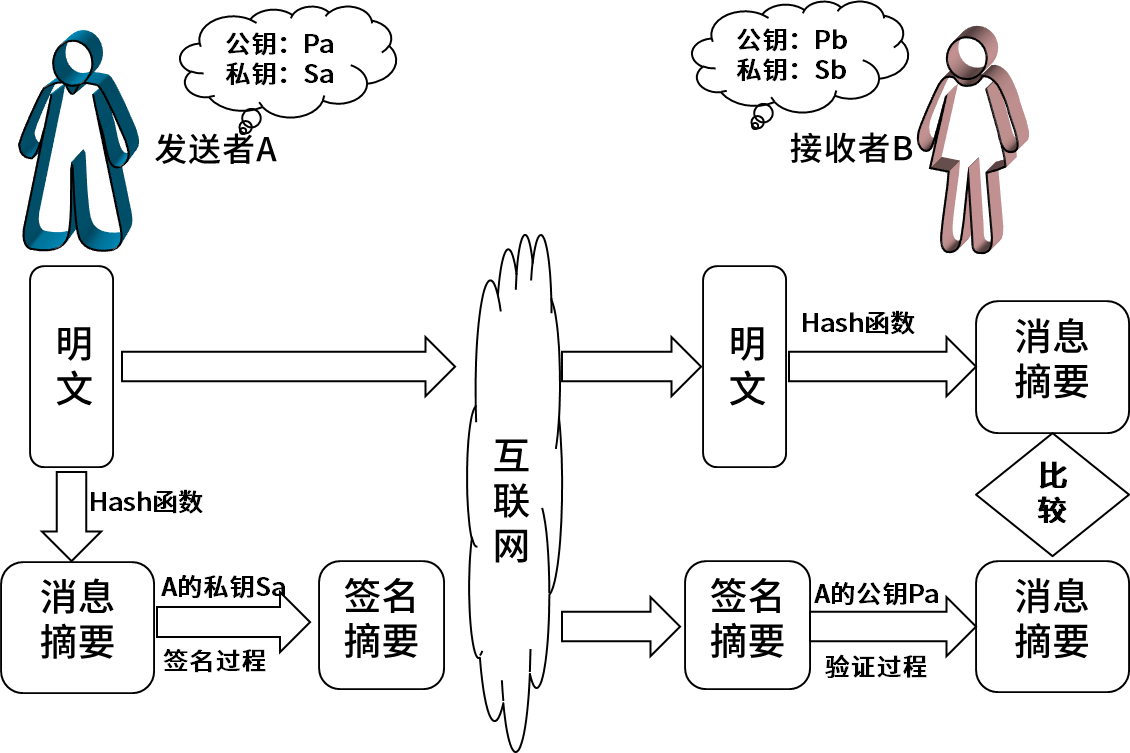 公钥：Pa
私钥：Sa
发送者A
公钥：Pb
私钥：Sb
接收者B
明
文
明
文
Hash函数
消息
摘要
互
联
网
比
较
Hash函数
消息
摘要
A的私钥Sa
签名过程
签名
摘要
签名
摘要
A的公钥Pa
验证过程
消息
摘要